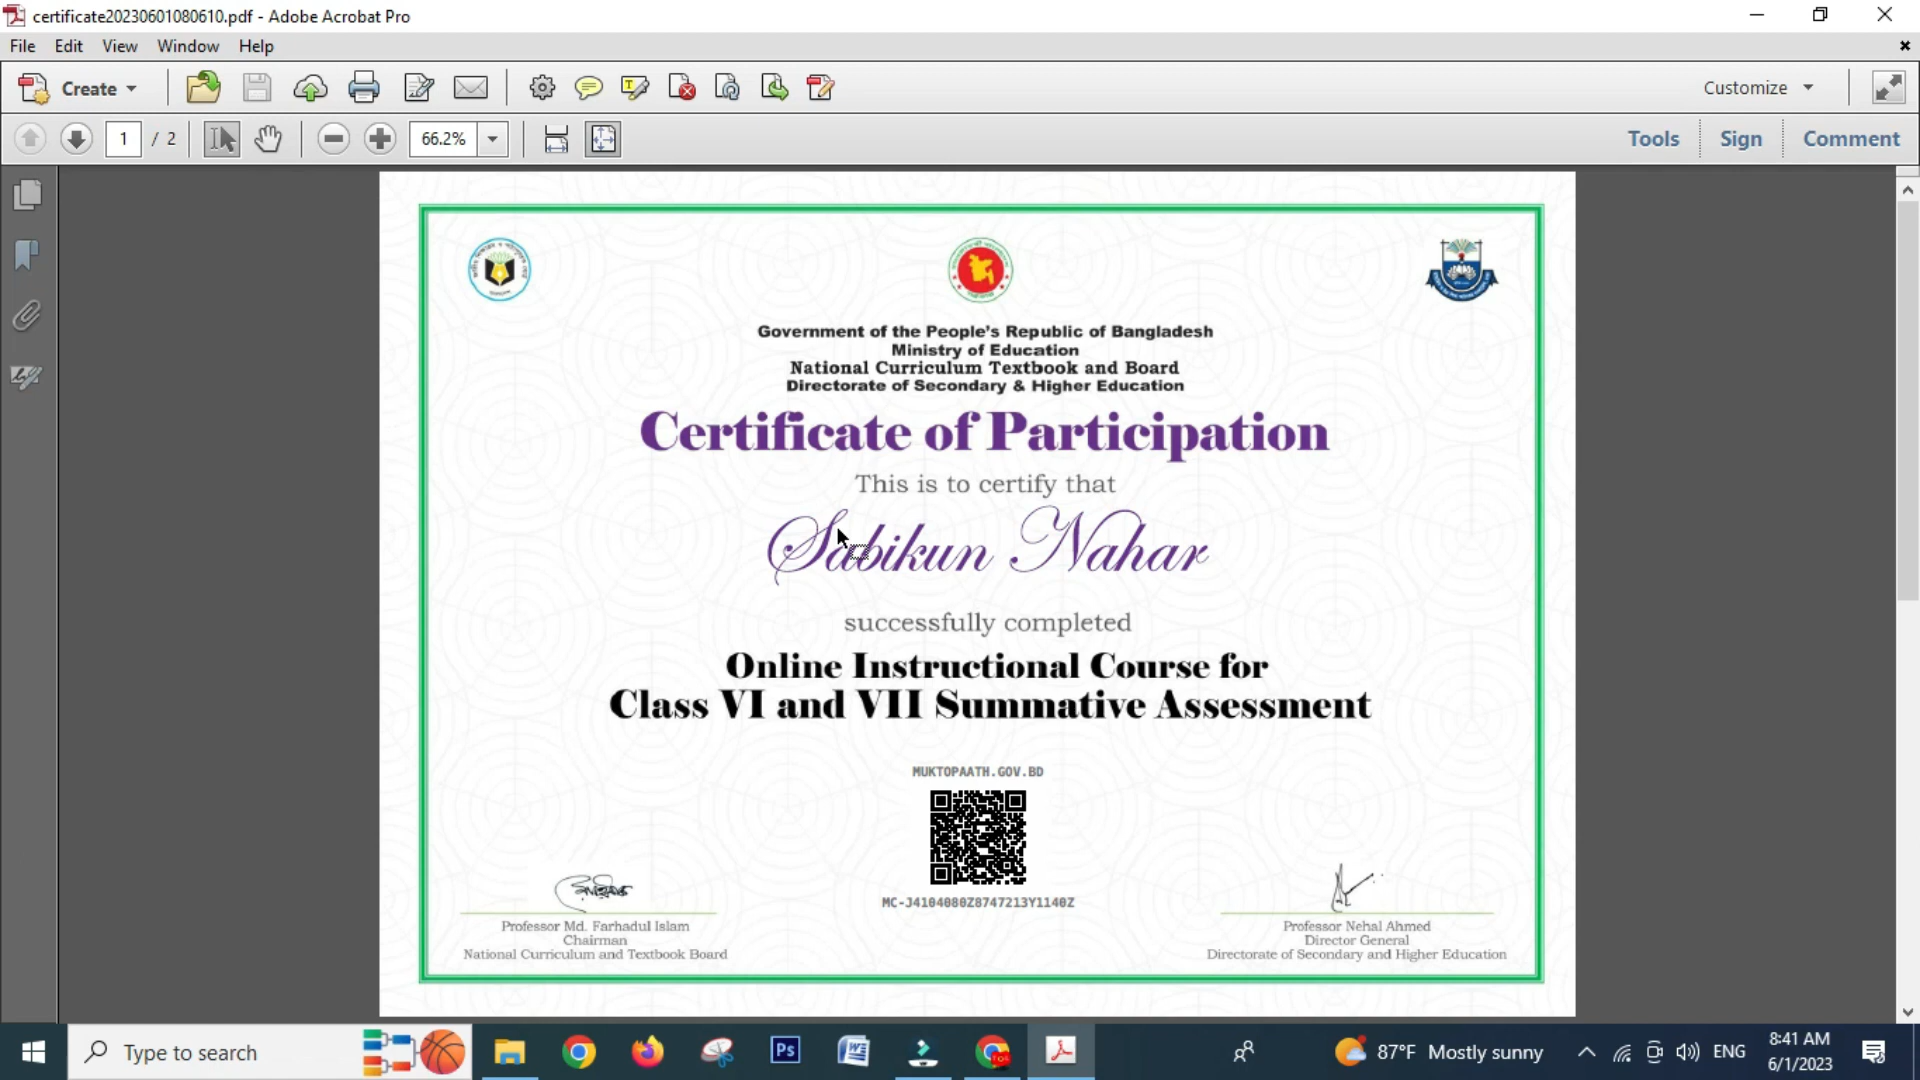 certificate20230601080610.pdf - Adobe Acrobat Pro
File Edit View Window Help
Create Customize
1 / 2 66.2% Tools Sign Comment
Government of the People's Republic of Bangladesh
Ministry of Education
National Curriculum Textbook and Board
Directorate of Secondary & Higher Education
Certificate of Participation
This is to certify that
Sabikun Nahar
successfully completed
Online Instructional Course for
Class VI and VII Summative Assessment
MUKTOPAATH.GOV.BD
MC-J4104080Z8747213Y1140Z
Professor Md. Farhadul Islam
Chairman
National Curriculum and Textbook Board
Professor Nehal Ahmed
Director General
Directorate of Secondary and Higher Education
Type to search Ps 87°F Mostly sunny ENG 8:41 AM
6/1/2023